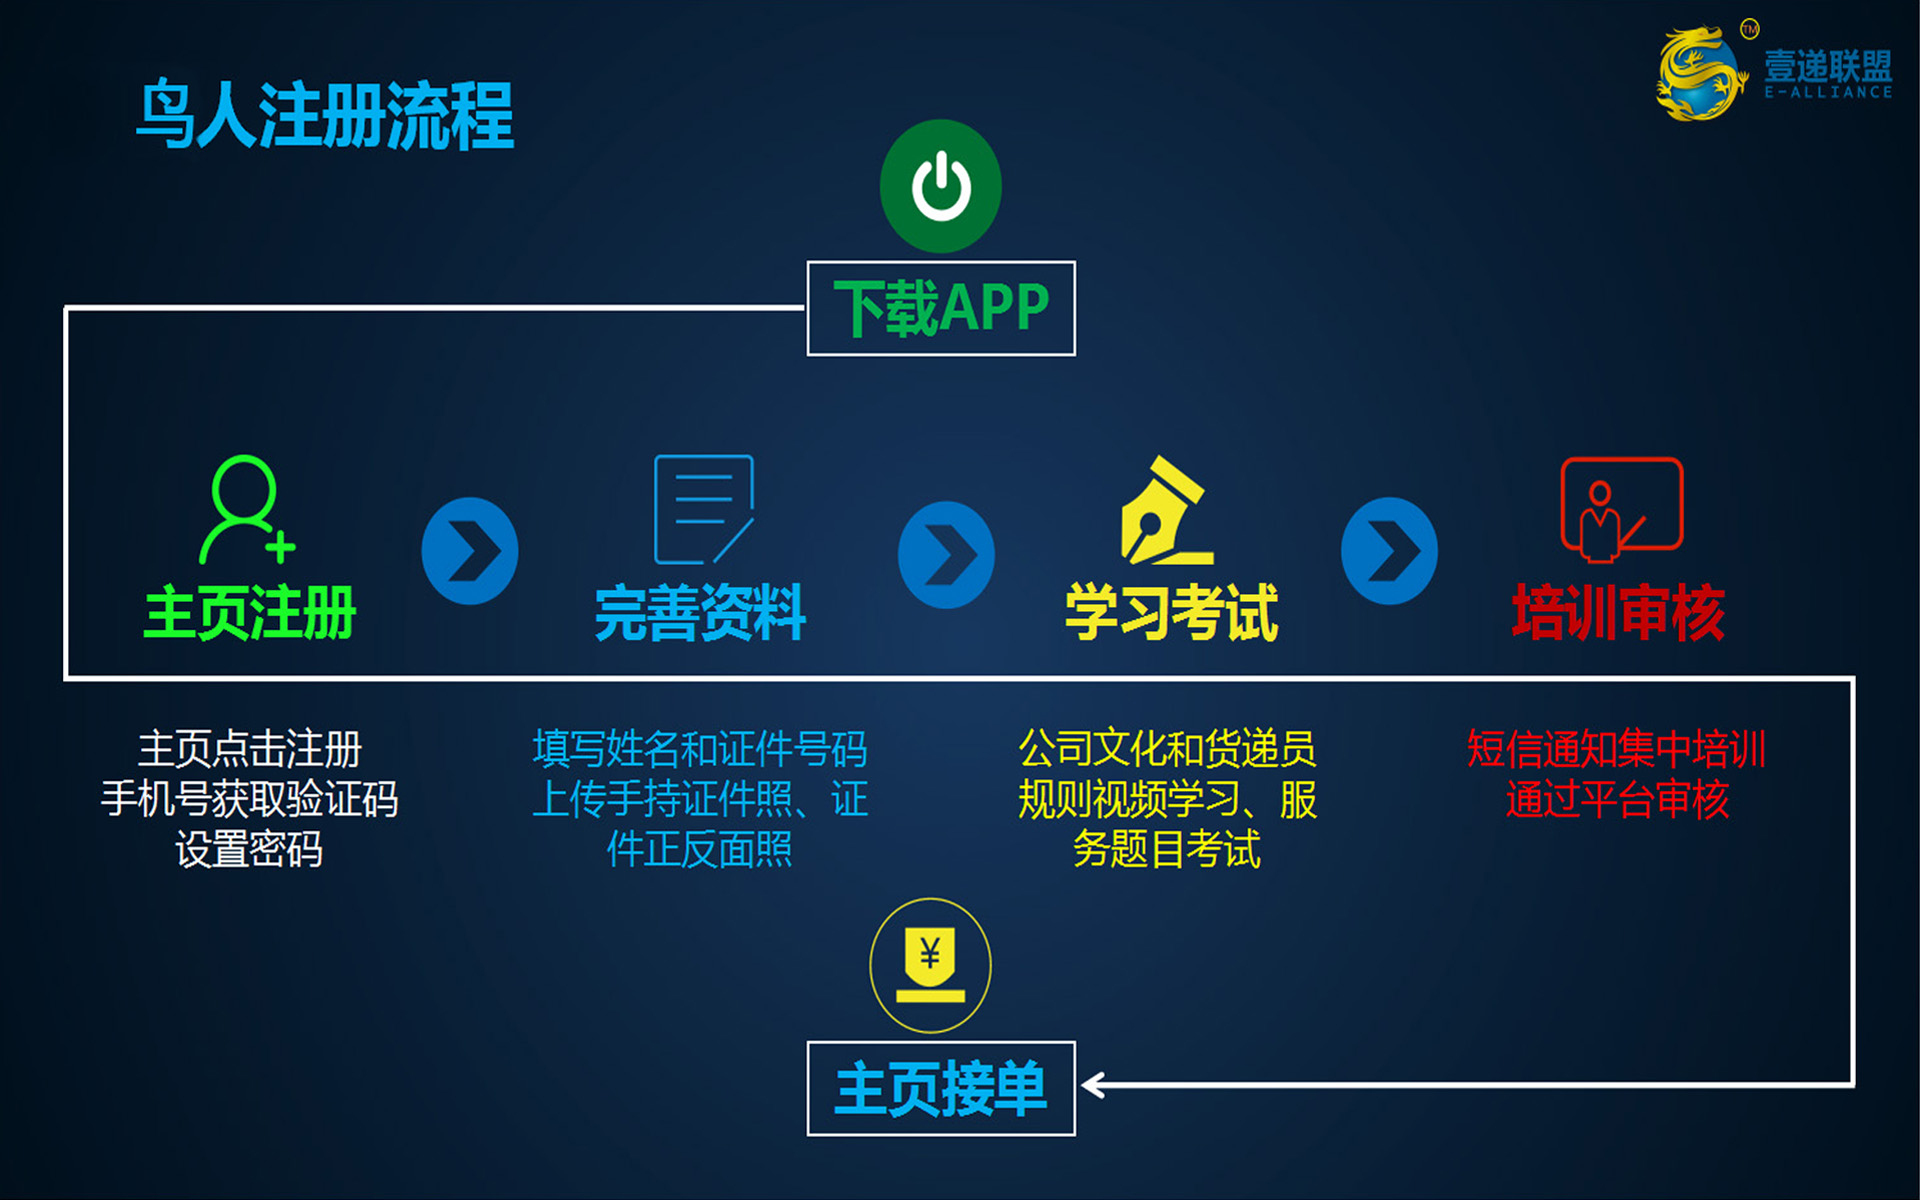 鸟人注册流程
TM
壹递联盟
E-ALLIANCE
下载APP
主页注册
完善资料
学习考试
培训审核
主页点击注册
手机号获取验证码
设置密码
填写姓名和证件号码
上传手持证件照、证
件正反面照
公司文化和货递员
规则视频学习、服
务题目考试
短信通知集中培训
通过平台审核
¥
主页接单